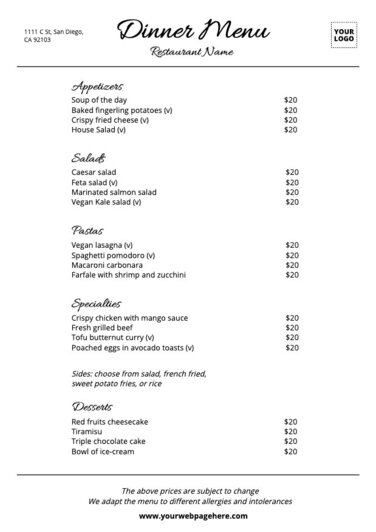 1111 C St, San Diego,
CA 92103
Dinner Menu
Restaurant Name
YOUR
LOGO
Appetizers
Soup of the day $20
Baked fingerling potatoes (v) $20
Crispy fried cheese (v) $20
House Salad (v) $20
Salads
Caesar salad $20
Feta salad (v) $20
Marinated salmon salad $20
Vegan Kale salad (v) $20
Pastas
Vegan lasagna (v) $20
Spaghetti pomodoro (v) $20
Macaroni carbonara $20
Farfale with shrimp and zucchini $20
Specialties
Crispy chicken with mango sauce $20
Fresh grilled beef $20
Tofu butternut curry (v) $20
Poached eggs in avocado toasts (v) $20
Sides: choose from salad, french fried,
sweet potato fries, or rice
Desserts
Red fruits cheesecake $20
Tiramisu $20
Triple chocolate cake $20
Bowl of ice-cream $20
The above prices are subject to change
We adapt the menu to different allergies and intolerances
www.yourwebpagehere.com